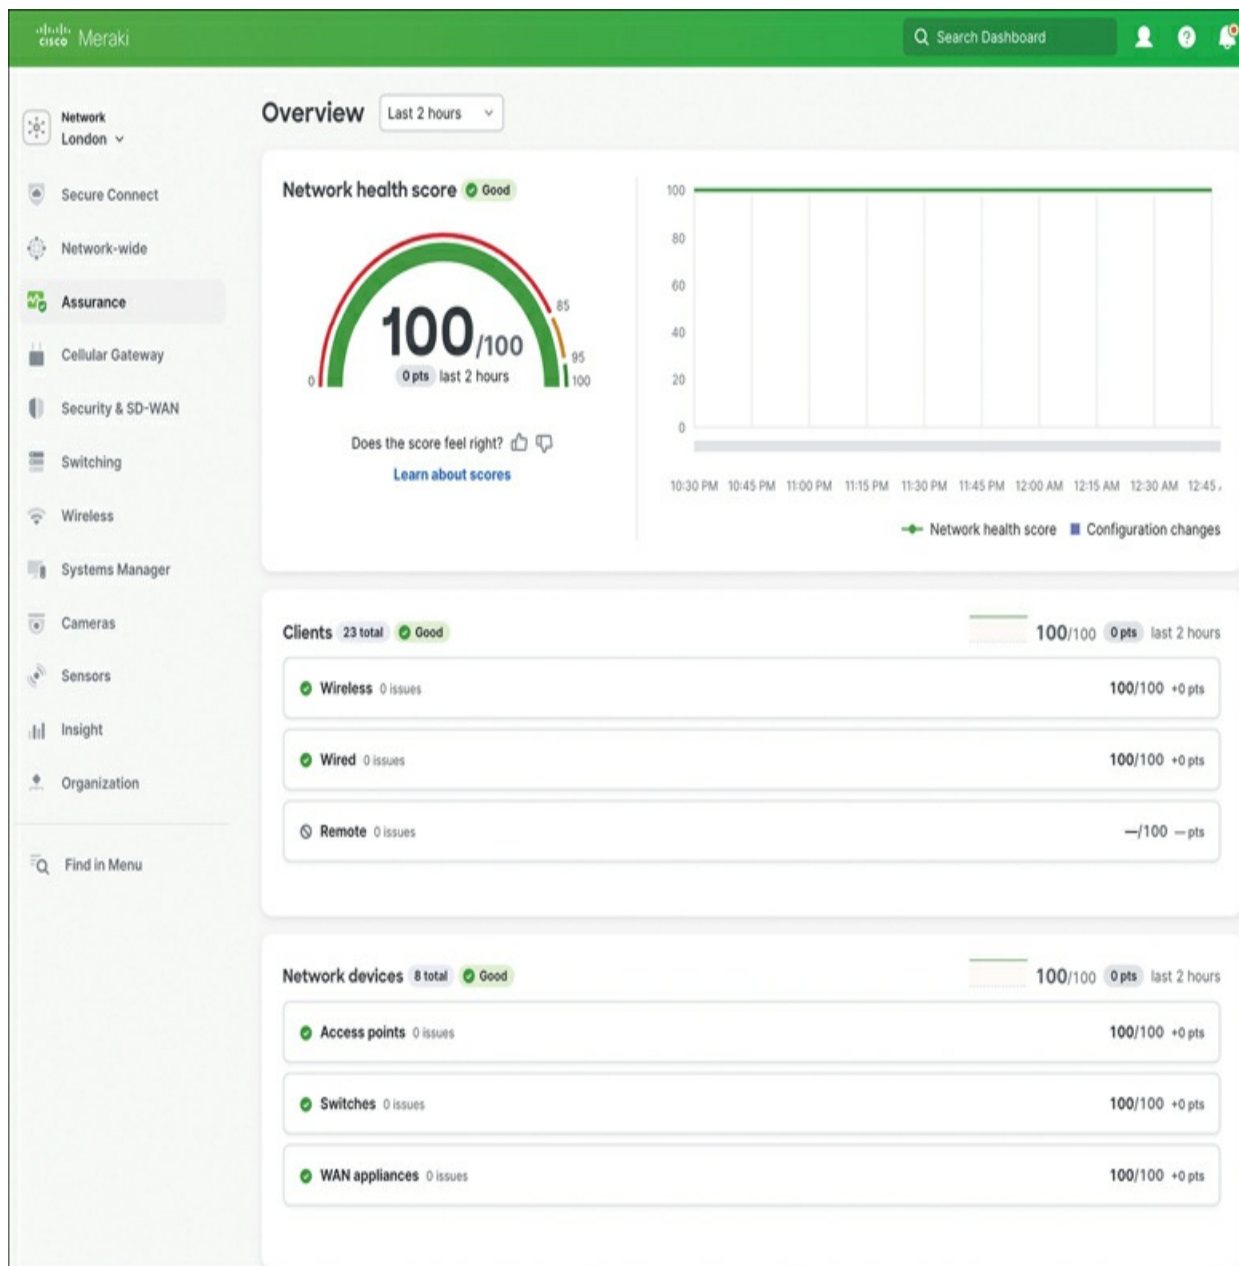 CISCO Meraki
Search Dashboard
Network
London
Secure Connect
Network-wide
Assurance
Cellular Gateway
Security & SD-WAN
Switching
Wireless
Systems Manager
Cameras
Sensors
Insight
Organization
Find in Menu
Overview Last 2 hours
Network health score Good
85
95
0 100
100/100
0 pts last 2 hours
Does the score feel right?
Learn about scores
100
80
60
40
20
0
10:30 PM 10:45 PM 11:00 PM 11:15 PM 11:30 PM 11:45 PM 12:00 AM 12:15 AM 12:30 AM 12:45
Network health score Configuration changes
Clients 23 total Good 100/100 0 pts last 2 hours
Wireless 0 issues 100/100 +0 pts
Wired 0 issues 100/100 +0 pts
Remote 0 issues —/100 — pts
Network devices 8 total Good 100/100 0 pts last 2 hours
Access points 0 issues 100/100 +0 pts
Switches 0 issues 100/100 +0 pts
WAN appliances 0 issues 100/100 +0 pts